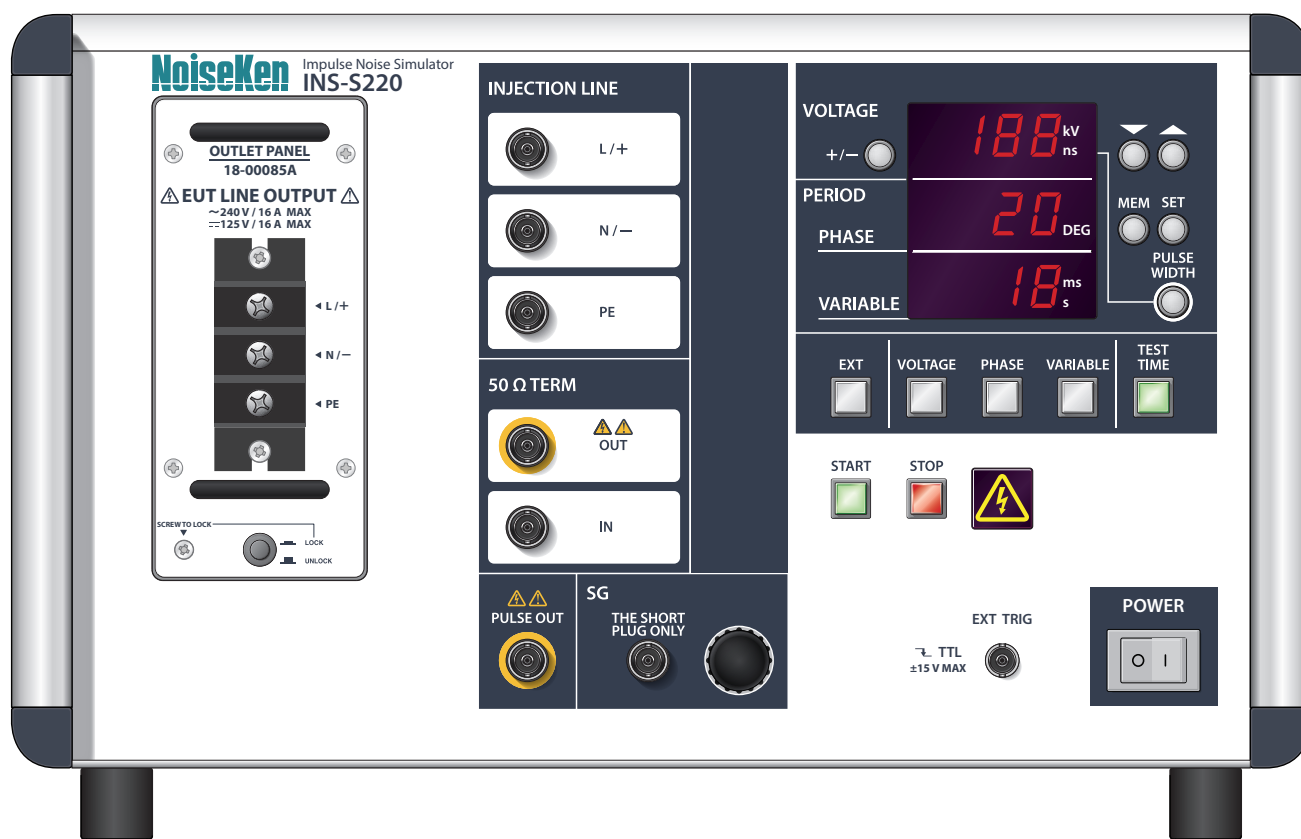 NoiseKen
Impulse Noise Simulator
INS-S220
OUTLET PANEL
18-00085A
EUT LINE OUTPUT
∼240 V / 16 A MAX
⎓125 V / 16 A MAX
L / +
N / −
PE
SCREW TO LOCK
LOCK
UNLOCK
INJECTION LINE
L / +
N / −
PE
50 Ω TERM
OUT
IN
PULSE OUT
SG
THE SHORT
PLUG ONLY
VOLTAGE
+/−
188 kV
ns
PERIOD
PHASE
20 DEG
VARIABLE
18 ms
s
MEM SET
PULSE
WIDTH
EXT
VOLTAGE
PHASE
VARIABLE
TEST
TIME
START
STOP
EXT TRIG
TTL
±15 V MAX
POWER
O I